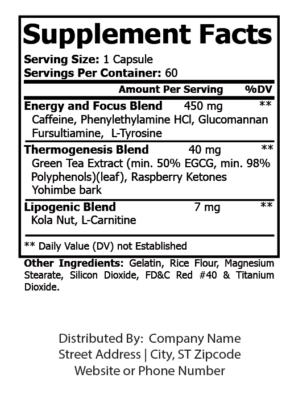 Supplement Facts
Serving Size: 1 Capsule
Servings Per Container: 60
Amount Per Serving %DV
Energy and Focus Blend 450 mg **
Caffeine, Phenylethylamine HCl, Glucomannan
Fursultiamine, L-Tyrosine
Thermogenesis Blend 40 mg **
Green Tea Extract (min. 50% EGCG, min. 98%
Polyphenols)(leaf), Raspberry Ketones
Yohimbe bark
Lipogenic Blend 7 mg **
Kola Nut, L-Carnitine
** Daily Value (DV) not Established
Other Ingredients: Gelatin, Rice Flour, Magnesium
Stearate, Silicon Dioxide, FD&C Red #40 & Titanium
Dioxide.
Distributed By: Company Name
Street Address | City, ST Zipcode
Website or Phone Number